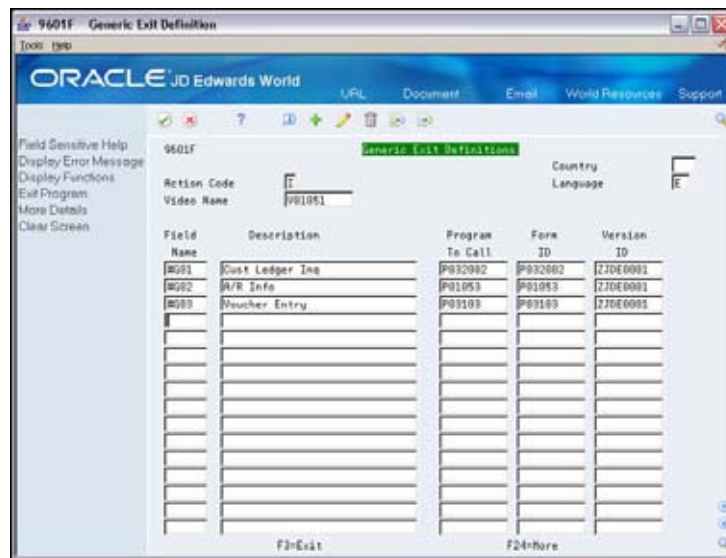 9601F Generic Exit Definition
Tools Help
ORACLE JD Edwards World
URL Document Email World Resources Support
Field Sensitive Help
Display Error Message
Display Functions
Exit Program
More Details
Clear Screen
9601F Generic Exit Definitions
Country
Action Code I Language E
Video Name V01051
Field Description Program Form Version
Name To Call ID ID
#G01 Cust Ledger Inq P032002 P032002 ZJDE0001
#G02 A/R Info P01053 P01053 ZJDE0001
#G03 Voucher Entry P03103 P03103 ZJDE0001
F3=Exit F24=More